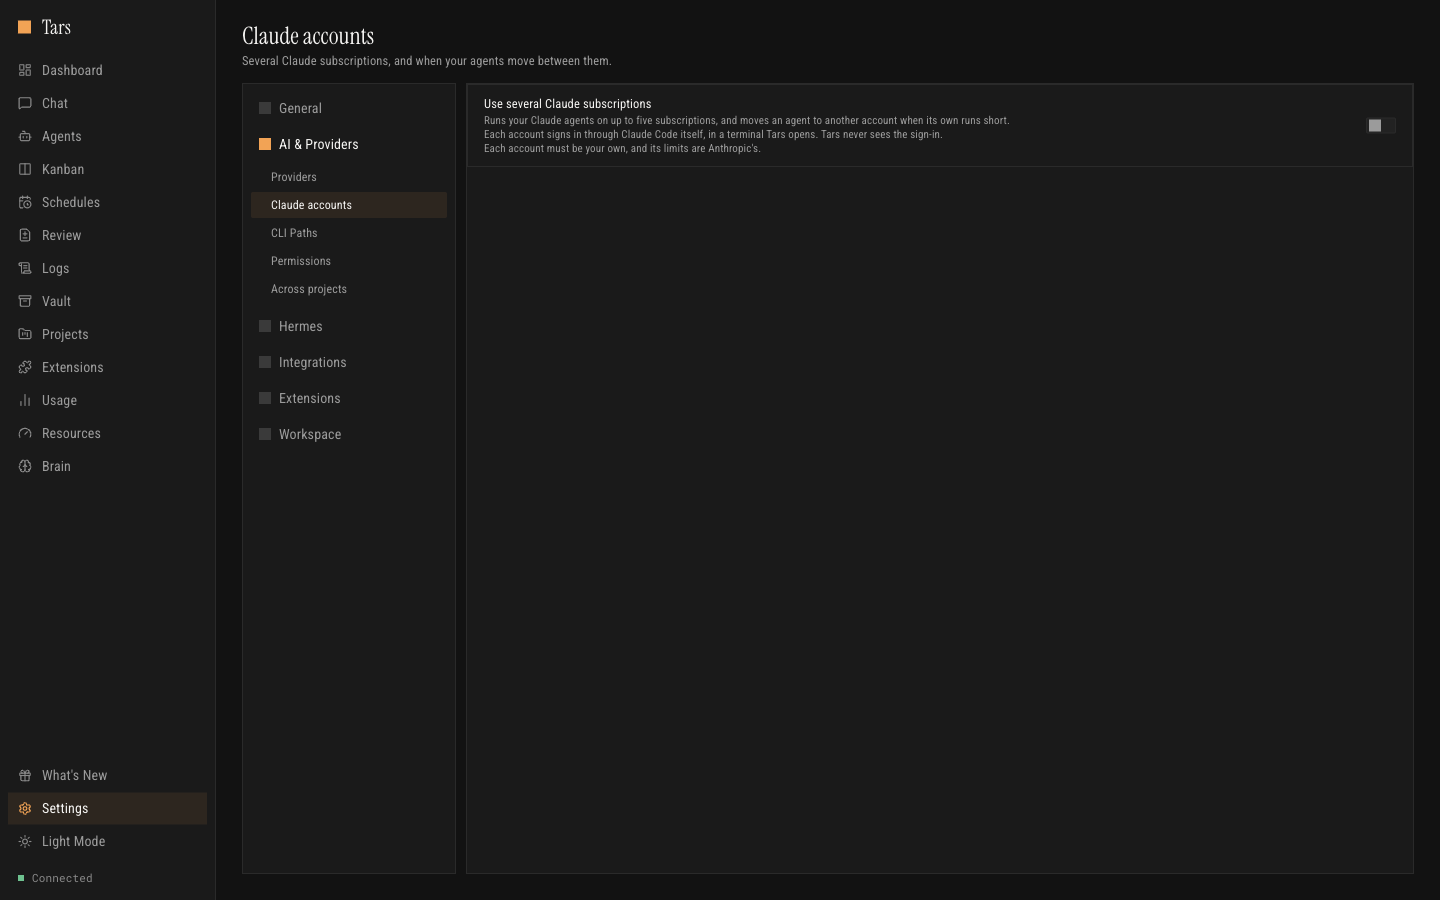 Tars
Dashboard
Chat
Agents
Kanban
Schedules
Review
Logs
Vault
Projects
Extensions
Usage
Resources
Brain
What's New
Settings
Light Mode
Connected
Claude accounts
Several Claude subscriptions, and when your agents move between them.
General
AI & Providers
Providers
Claude accounts
CLI Paths
Permissions
Across projects
Hermes
Integrations
Extensions
Workspace
Use several Claude subscriptions
Runs your Claude agents on up to five subscriptions, and moves an agent to another account when its own runs short.
Each account signs in through Claude Code itself, in a terminal Tars opens. Tars never sees the sign-in.
Each account must be your own, and its limits are Anthropic's.